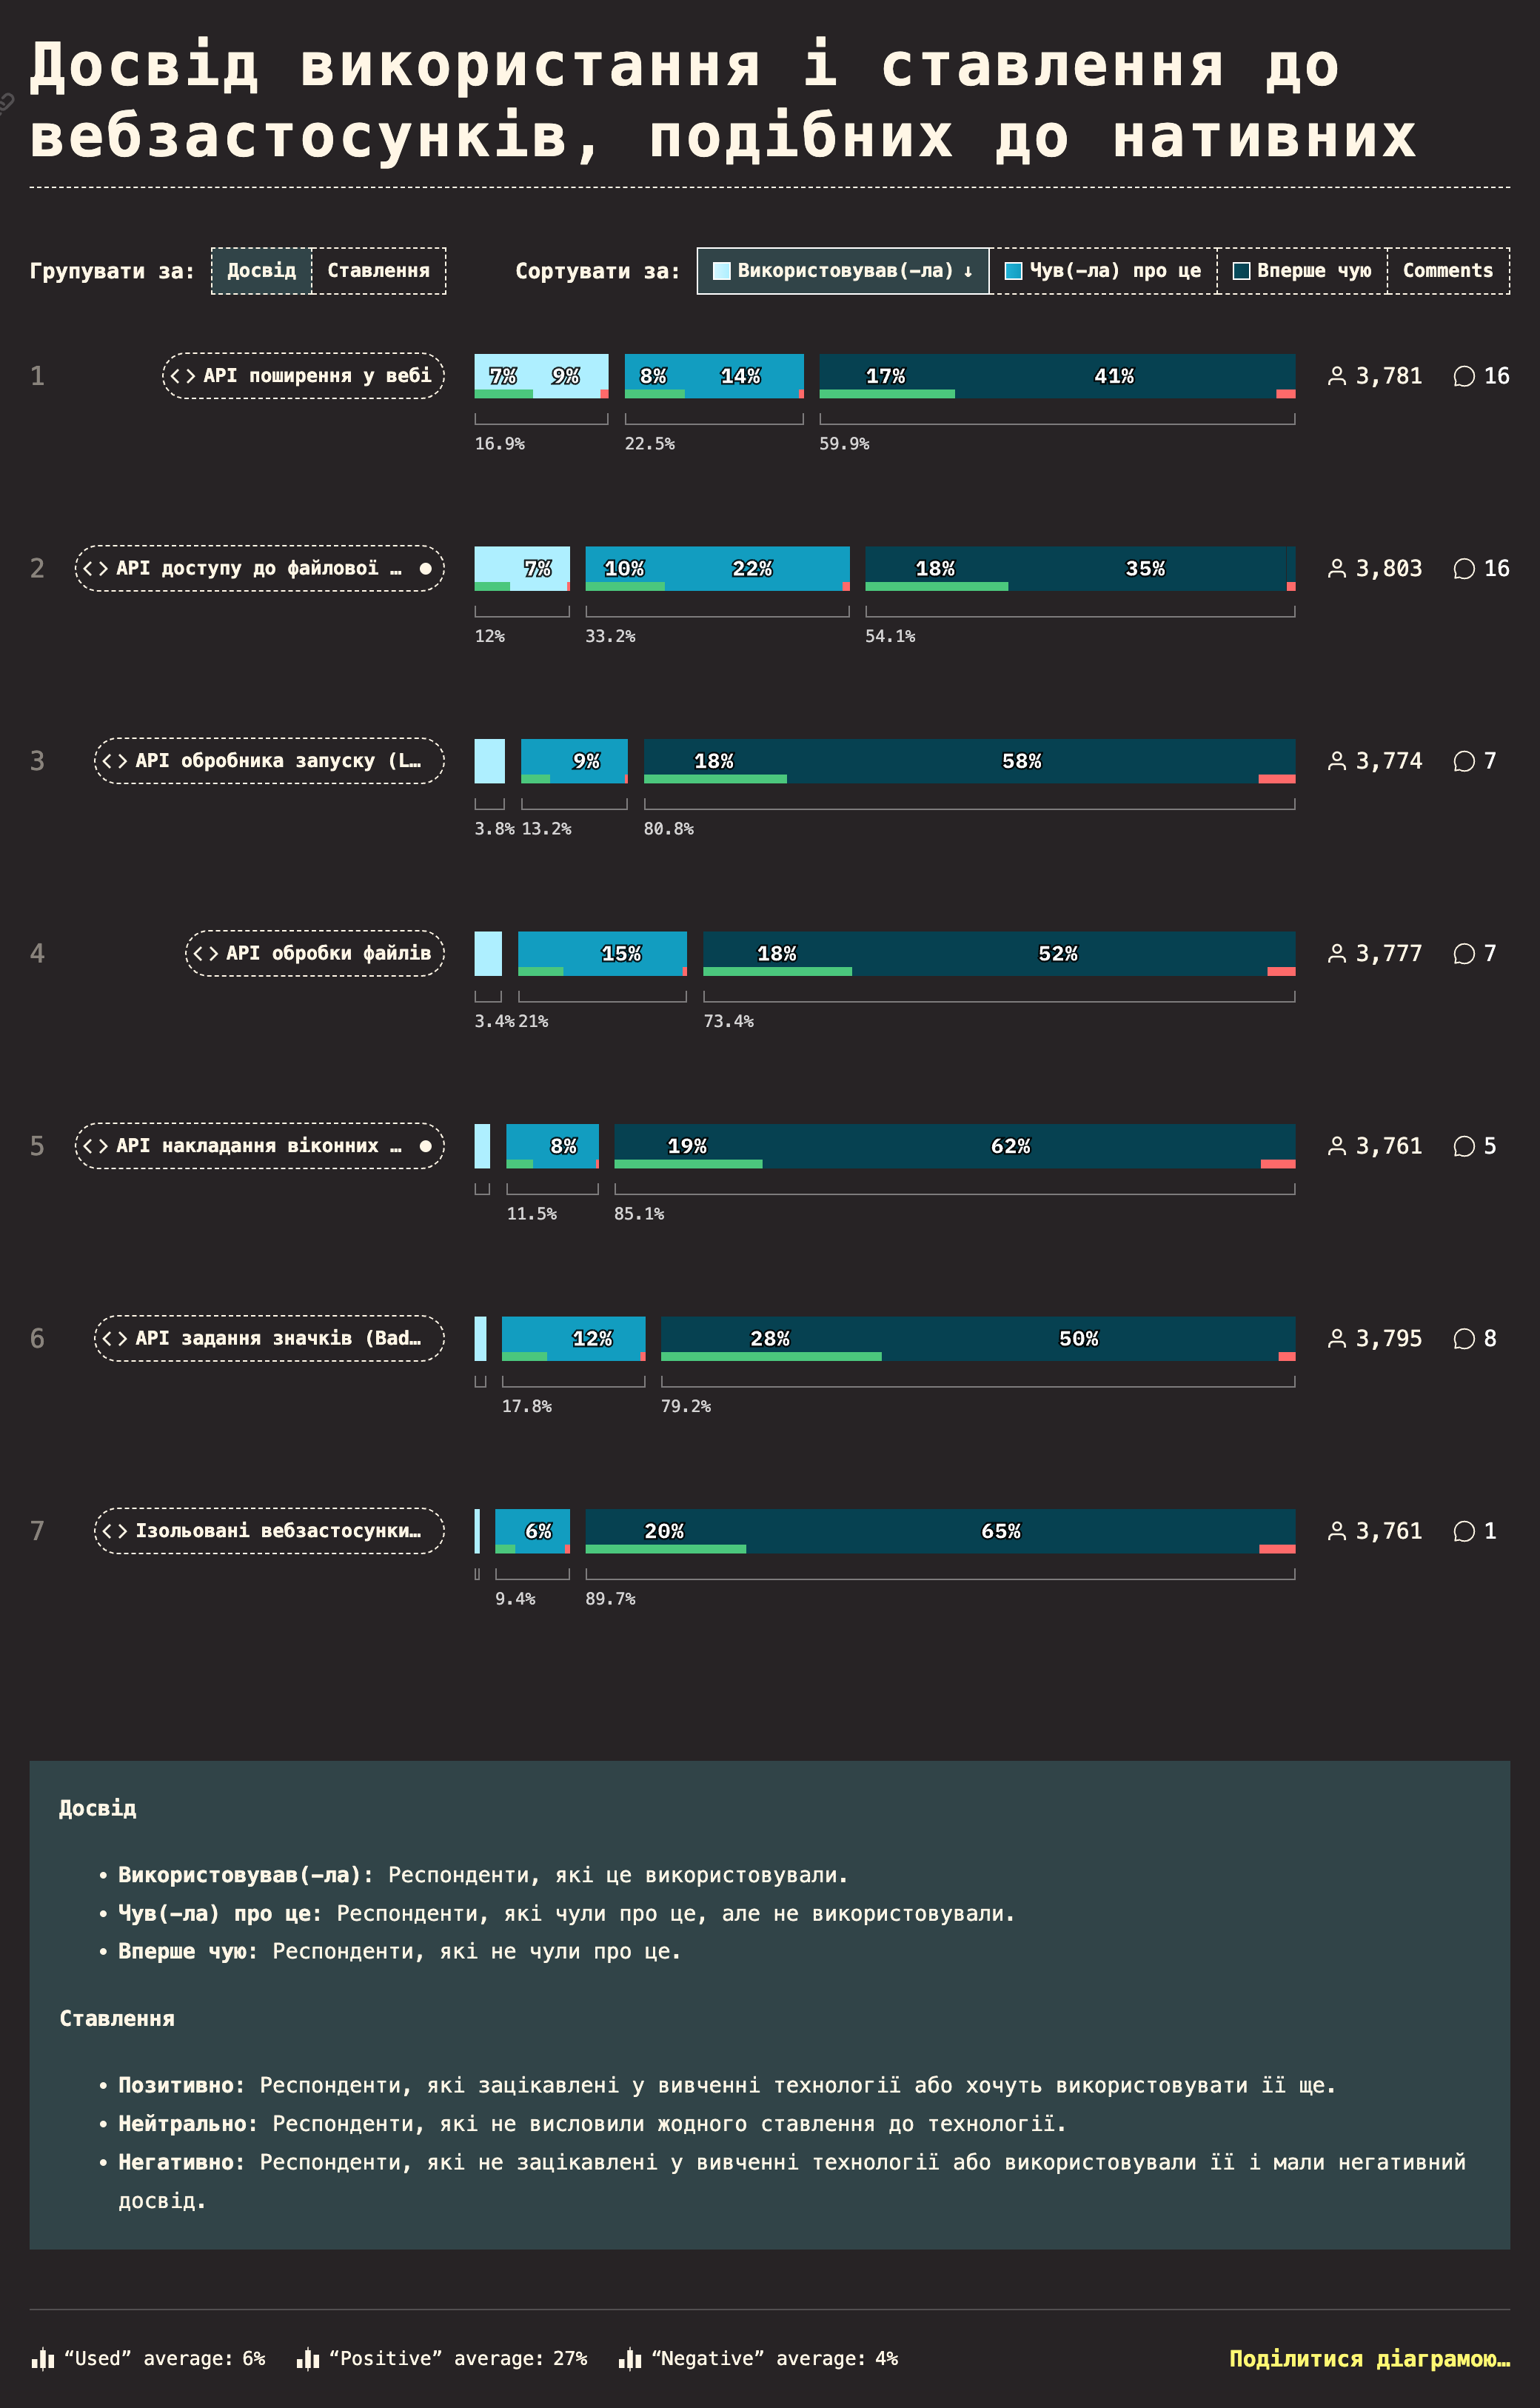 Досвід використання і ставлення до
вебзастосунків, подібних до нативних
Групувати за: Досвід Ставлення Сортувати за: Використовував(-ла) ↓ Чув(-ла) про це Вперше чую Comments
1 <> API поширення у вебі 7% 9% 8% 14% 17% 41% 3,781 16
16.9% 22.5% 59.9%
2 <> API доступу до файлової … 7% 10% 22% 18% 35% 3,803 16
12% 33.2% 54.1%
3 <> API обробника запуску (L… 9% 18% 58% 3,774 7
3.8% 13.2% 80.8%
4 <> API обробки файлів 15% 18% 52% 3,777 7
3.4% 21% 73.4%
5 <> API накладання віконних … 8% 19% 62% 3,761 5
11.5% 85.1%
6 <> API задання значків (Bad… 12% 28% 50% 3,795 8
17.8% 79.2%
7 <> Ізольовані вебзастосунки… 6% 20% 65% 3,761 1
9.4% 89.7%
Досвід
• Використовував(-ла): Респонденти, які це використовували.
• Чув(-ла) про це: Респонденти, які чули про це, але не використовували.
• Вперше чую: Респонденти, які не чули про це.
Ставлення
• Позитивно: Респонденти, які зацікавлені у вивченні технології або хочуть використовувати її ще.
• Нейтрально: Респонденти, які не висловили жодного ставлення до технології.
• Негативно: Респонденти, які не зацікавлені у вивченні технології або використовували її і мали негативний
досвід.
“Used” average: 6% “Positive” average: 27% “Negative” average: 4% Поділитися діаграмою…